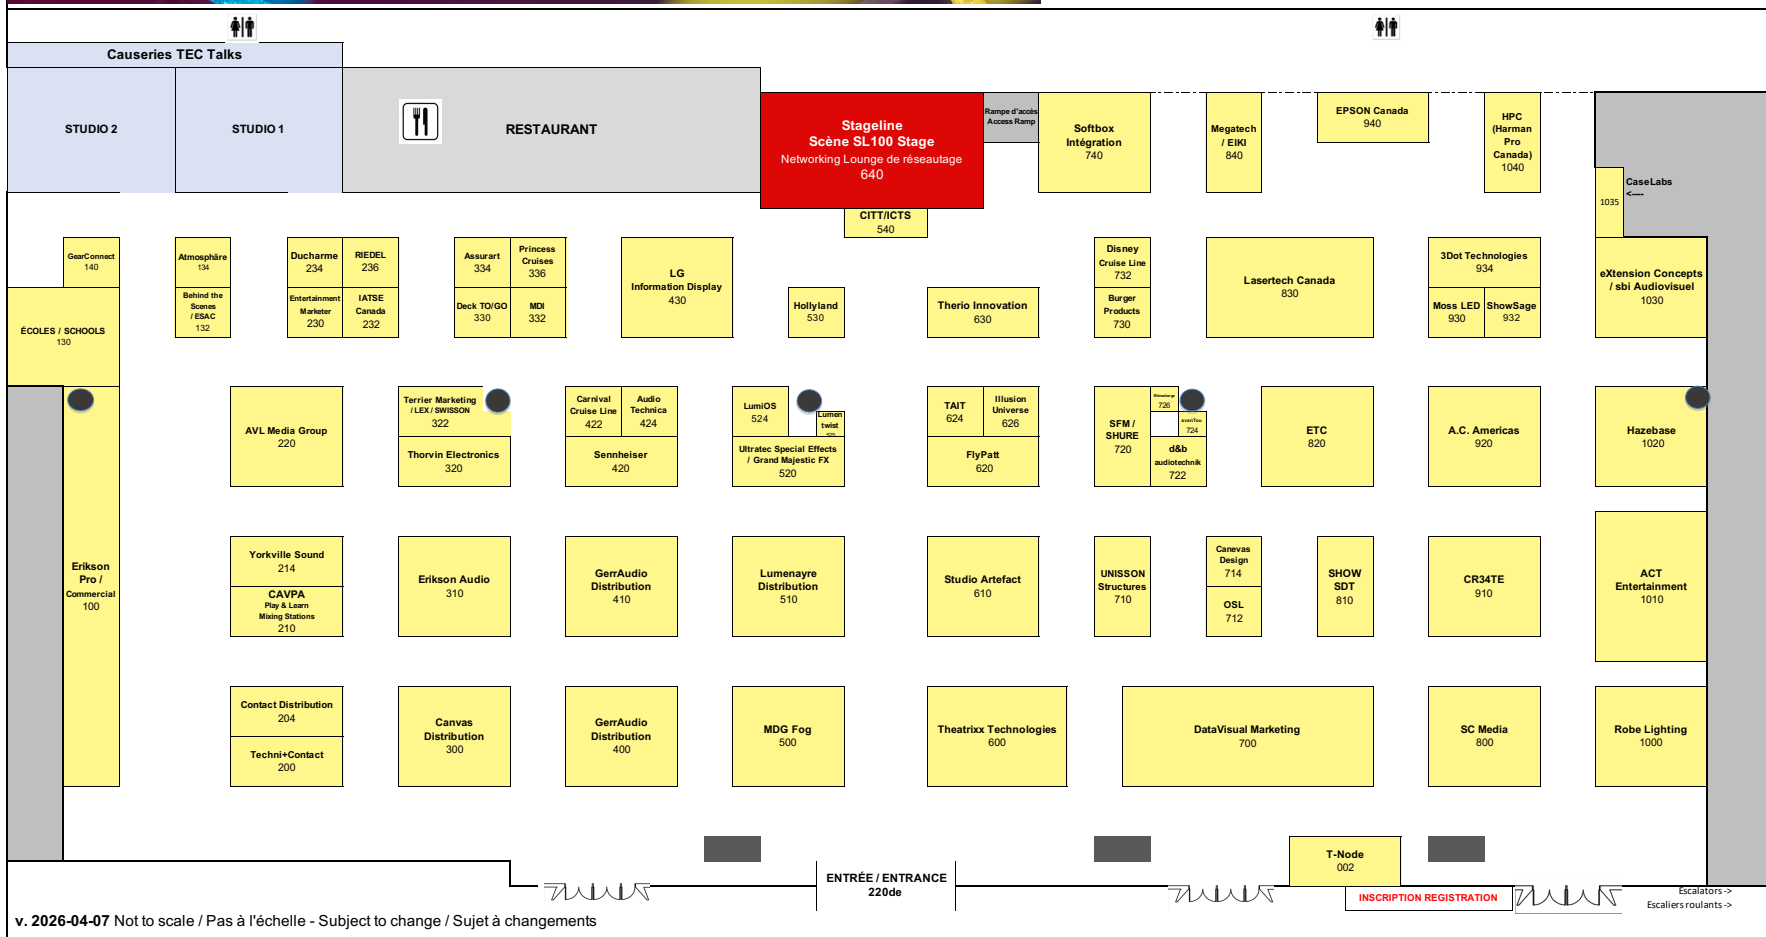 Causeries TEC Talks
STUDIO 2
STUDIO 1
RESTAURANT
Stageline
Scène SL100 Stage
Networking Lounge de réseautage
640
Rampe d'accès
Access Ramp
Softbox
Intégration
740
Megatech
/ EIKI
840
EPSON Canada
940
HPC
(Harman
Pro
Canada)
1040
CaseLabs
<----
1035
CITT/ICTS
540
GearConnect
140
Atmosphäre
134
Ducharme
234
RIEDEL
236
Assurart
334
Princess
Cruises
336
LG
Information Display
430
Disney
Cruise Line
732
Lasertech Canada
830
3Dot Technologies
934
eXtension Concepts
/ sbi Audiovisuel
1030
ÉCOLES / SCHOOLS
130
Behind the
Scenes
/ ESAC
132
Entertainment
Marketer
230
IATSE
Canada
232
Deck TO/GO
330
MDI
332
Hollyland
530
Therio Innovation
630
Burger
Products
730
Moss LED
930
ShowSage
932
AVL Media Group
220
Terrier Marketing
/ LEX / SWISSON
322
Carnival
Cruise Line
422
Audio
Technica
424
LumiOS
524
Lumen
twist
525
TAIT
624
Illusion
Universe
626
SFM /
SHURE
720
726
724
ETC
820
A.C. Americas
920
Hazebase
1020
Thorvin Electronics
320
Sennheiser
420
Ultratec Special Effects
/ Grand Majestic FX
520
FlyPatt
620
d&b
audiotechnik
722
Erikson
Pro /
Commercial
100
Yorkville Sound
214
CAVPA
Play & Learn
Mixing Stations
210
Erikson Audio
310
GerrAudio
Distribution
410
Lumenayre
Distribution
510
Studio Artefact
610
UNISSON
Structures
710
Canevas
Design
714
OSL
712
SHOW
SDT
810
CR34TE
910
ACT
Entertainment
1010
Contact Distribution
204
Techni+Contact
200
Canvas
Distribution
300
GerrAudio
Distribution
400
MDG Fog
500
Theatrixx Technologies
600
DataVisual Marketing
700
SC Media
800
Robe Lighting
1000
T-Node
002
ENTRÉE / ENTRANCE
220de
INSCRIPTION REGISTRATION
Escalators ->
Escaliers roulants ->
v. 2026-04-07 Not to scale / Pas à l'échelle - Subject to change / Sujet à changements